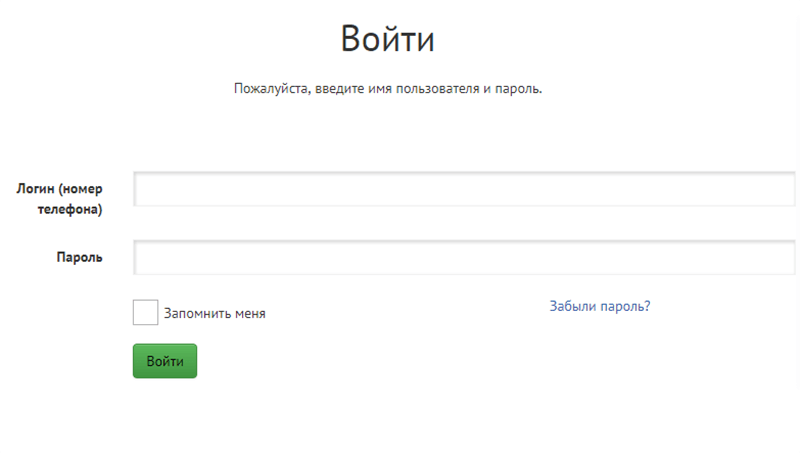 Войти
Пожалуйста, введите имя пользователя и пароль.
Логин (номер
телефона)
Пароль
Запомнить меня
Забыли пароль?
Войти